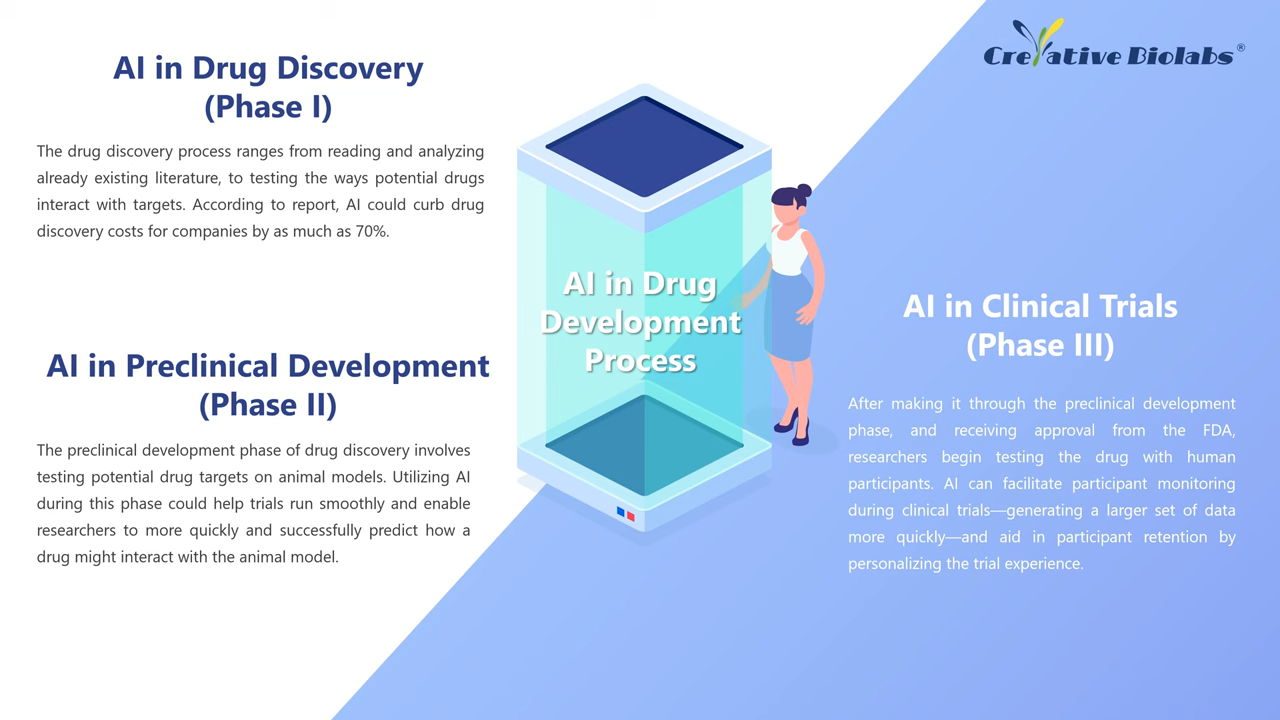 Creative Biolabs®
AI in Drug Discovery
(Phase I)
The drug discovery process ranges from reading and analyzing
already existing literature, to testing the ways potential drugs
interact with targets. According to report, AI could curb drug
discovery costs for companies by as much as 70%.
AI in Preclinical Development
(Phase II)
The preclinical development phase of drug discovery involves
testing potential drug targets on animal models. Utilizing AI
during this phase could help trials run smoothly and enable
researchers to more quickly and successfully predict how a
drug might interact with the animal model.
AI in Drug
Development
Process
AI in Clinical Trials
(Phase III)
After making it through the preclinical development
phase, and receiving approval from the FDA,
researchers begin testing the drug with human
participants. AI can facilitate participant monitoring
during clinical trials—generating a larger set of data
more quickly—and aid in participant retention by
personalizing the trial experience.